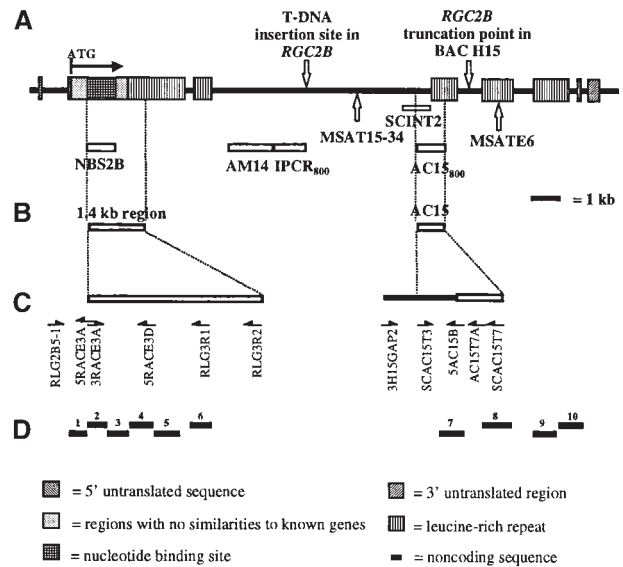 A
T-DNA
insertion site in
RGC2B
RGC2B
truncation point in
BAC H15
ATG
SCINT2
MSAT15-34
MSATE6
NBS2B
AM14 IPCR800
AC15800
B
1.4 kb region
AC15
= 1 kb
C
RLG2B5-1
5RACE3A
3RACE3A
5RACE3D
RLG3R1
RLG3R2
3H15GAP2
SCAC15T3
5AC15B
AC15T7A
SCAC15T7
D
1 2 3 4 5 6 7 8 9 10
= 5' untranslated sequence
= regions with no similarities to known genes
= nucleotide binding site
= 3' untranslated region
= leucine-rich repeat
= noncoding sequence